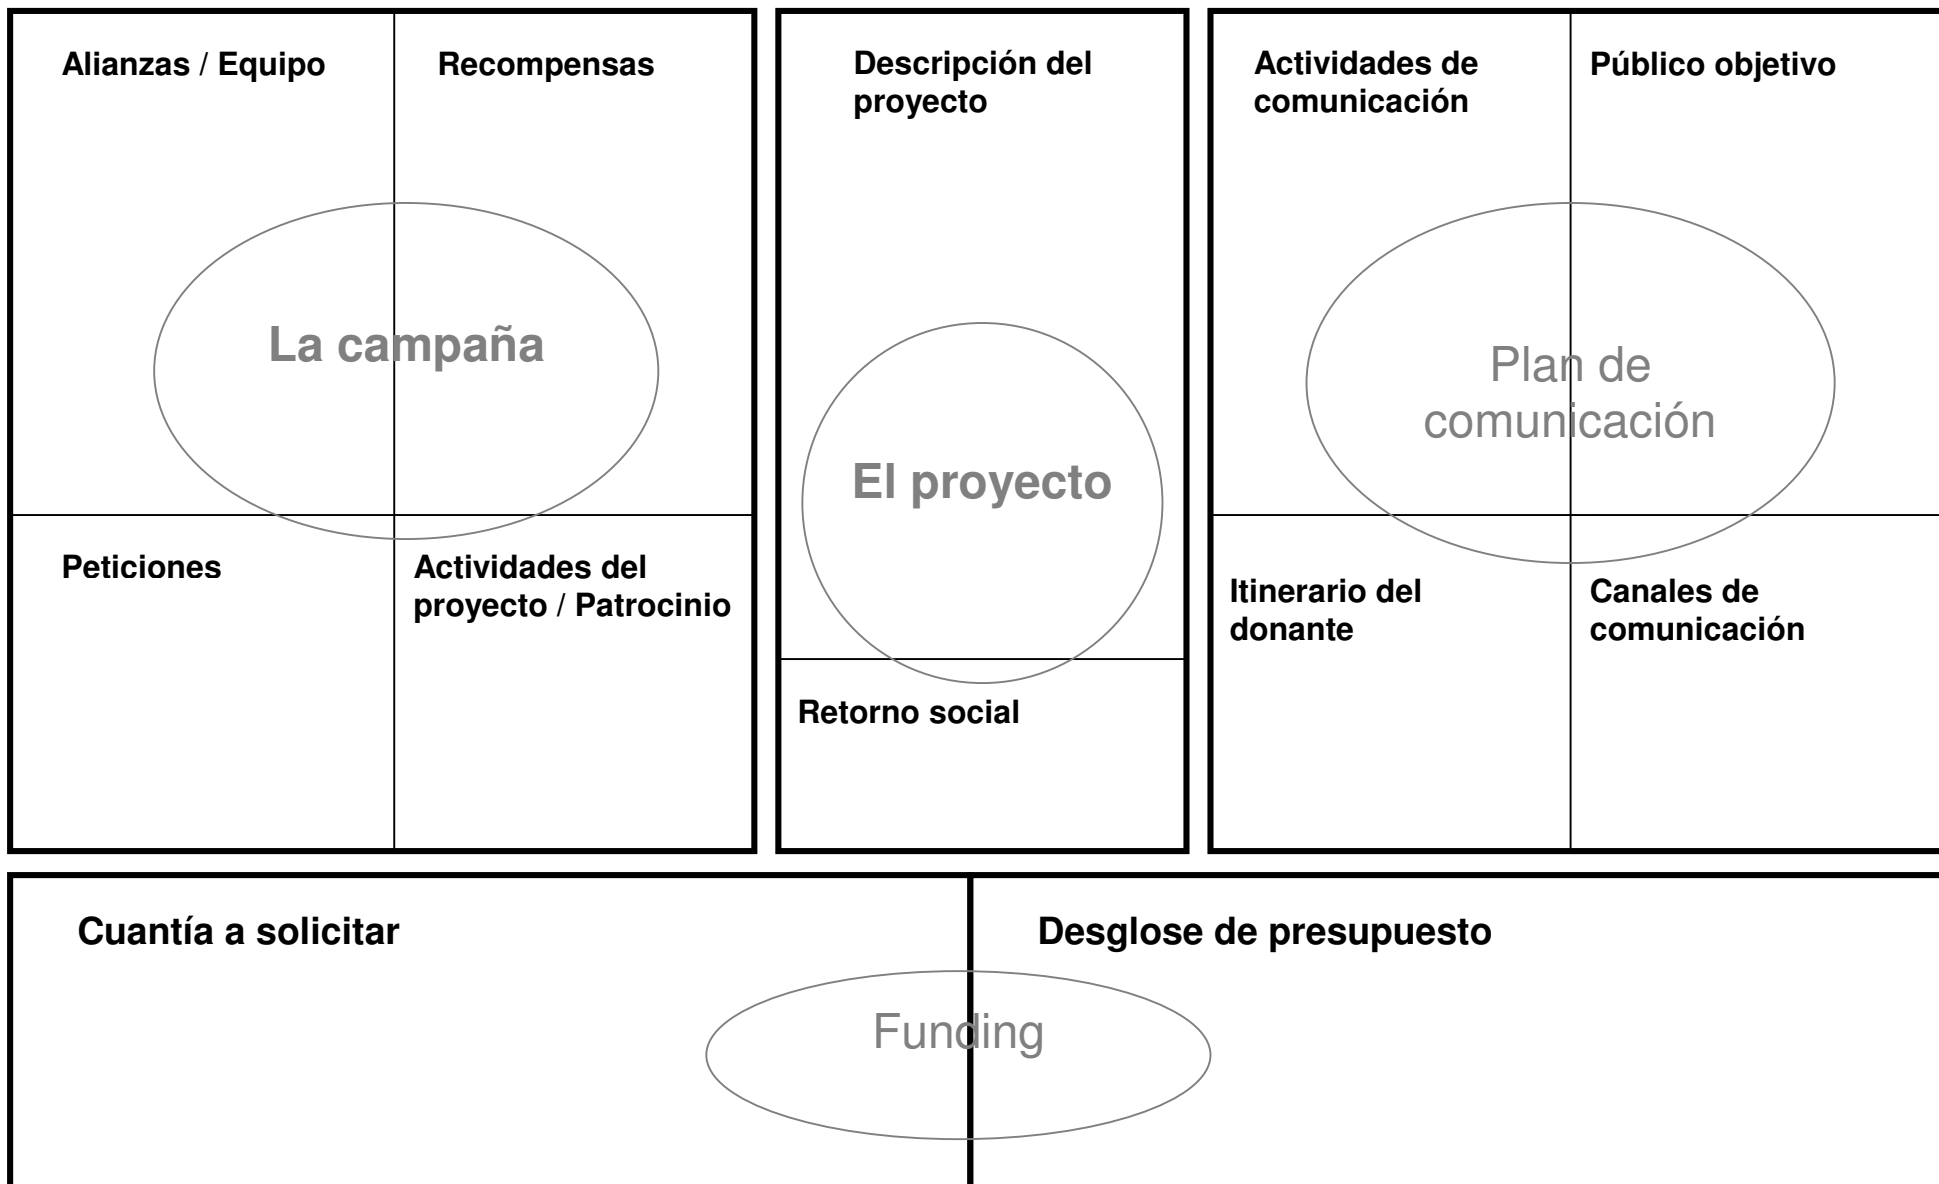 Alianzas / Equipo
Recompensas
La campaña
Peticiones
Actividades del
proyecto / Patrocinio
Descripción del
proyecto
El proyecto
Retorno social
Actividades de
comunicación
Público objetivo
Plan de
comunicación
Itinerario del
donante
Canales de
comunicación
Cuantía a solicitar
Desglose de presupuesto
Funding